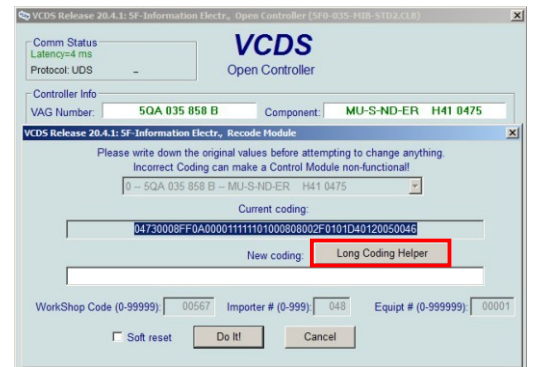 VCDS Release 20.4.1: 5F-Information Electr., Open Controller (5F0-035-MIB-STD2.CLB)
VCDS
Open Controller
Comm Status
Latency=4 ms
Protocol: UDS
Controller Info
VAG Number: 5QA 035 858 B Component: MU-S-ND-ER H41 0475
VCDS Release 20.4.1: 5F-Information Electr., Recode Module
Please write down the original values before attempting to change anything.
Incorrect Coding can make a Control Module non-functional!
0 -- 5QA 035 858 B -- MU-S-ND-ER H41 0475
Current coding:
04730008FF0A00001111101000808002F0101D40120050046
New coding: Long Coding Helper
WorkShop Code (0-99999): 00567 Importer # (0-999): 048 Equipt # (0-999999): 00001
Soft reset Do It! Cancel